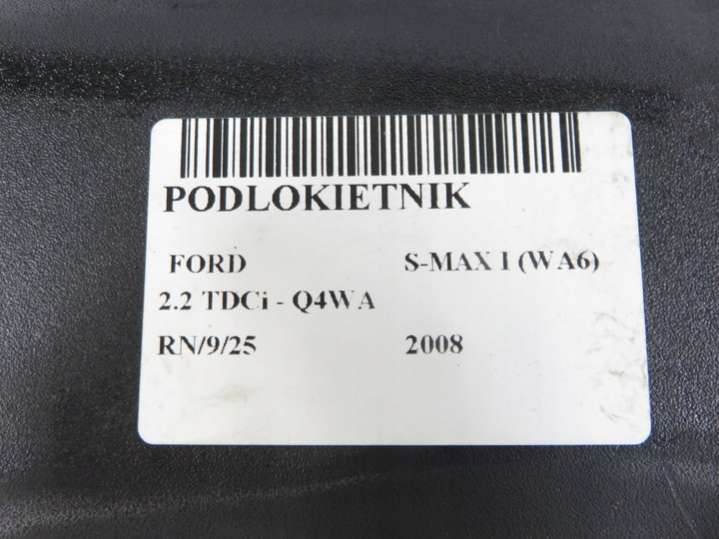 PODLOKIETNIK
FORD S-MAX I (WA6)
2.2 TDCi - Q4WA
RN/9/25 2008